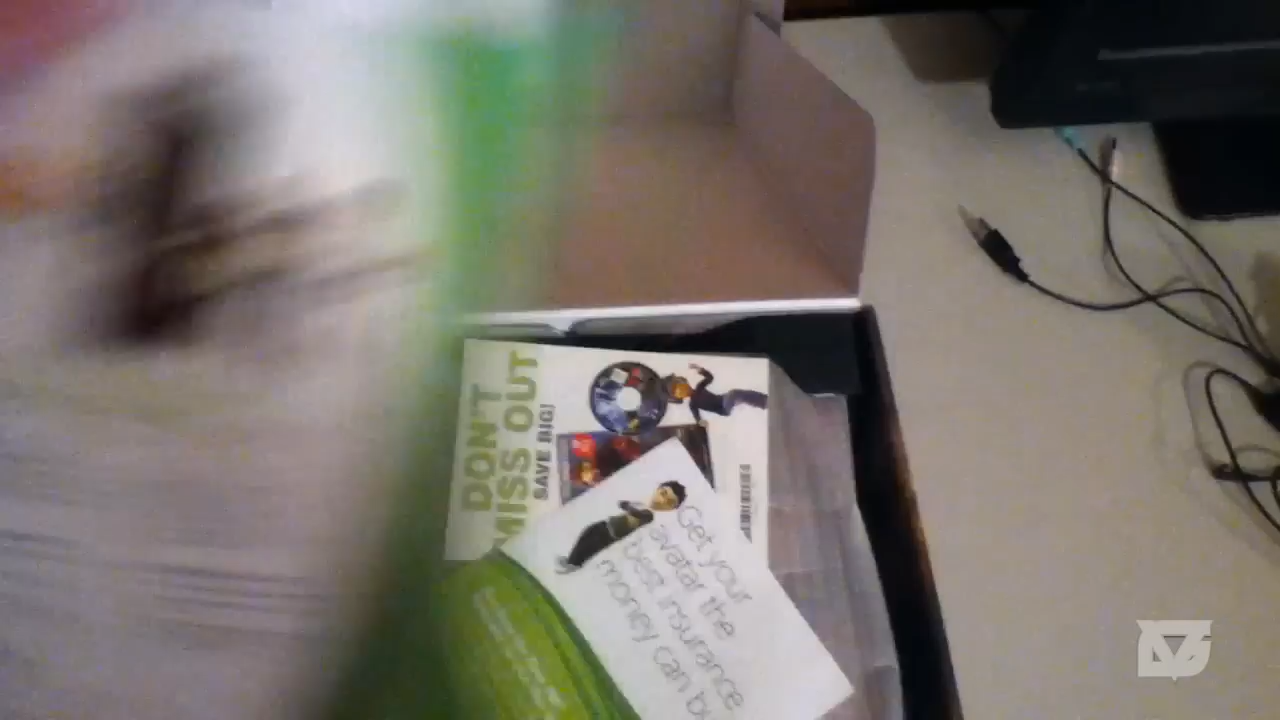 DON'T
MISS OUT
SAVE BIG!
Get your
avatar the
best insurance
money can